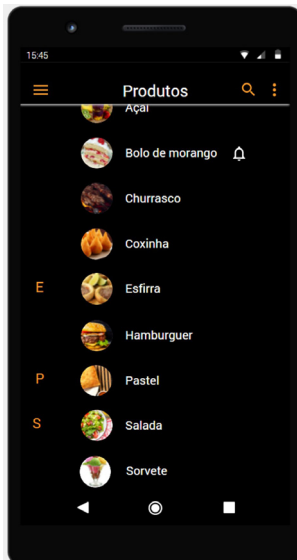 15:45
Produtos
Açaí
Bolo de morango
Churrasco
Coxinha
E Esfirra
Hamburguer
P Pastel
S Salada
Sorvete